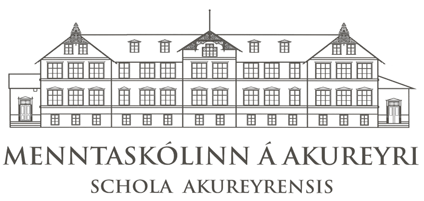 MENNTASKÓLINN Á AKUREYRI
SCHOLA AKUREYRENSIS